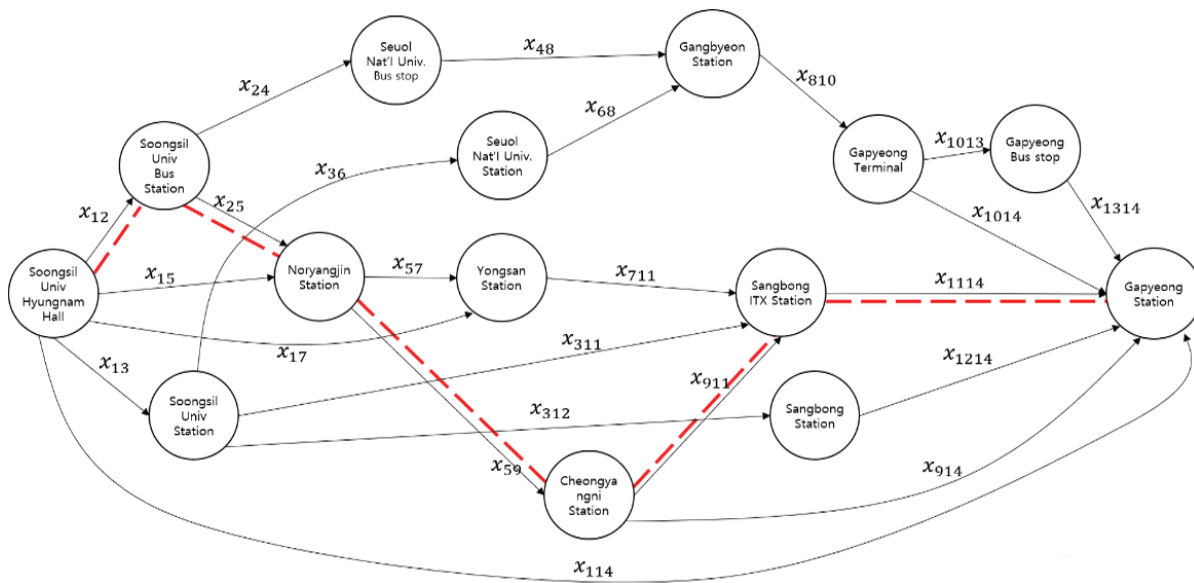 x₂₄
Seuol
Nat'l Univ.
Bus stop
x₄₈
Gangbyeon
Station
x₈₁₀
x₆₈
Soongsil
Univ
Bus
Station
Seuol
Nat'l Univ.
Station
x₃₆
Gapyeong
Terminal
x₁₀₁₃
Gapyeong
Bus stop
x₁₂
x₂₅
x₁₀₁₄
x₁₃₁₄
Soongsil
Univ
Hyungnam
Hall
x₁₅
Noryangjin
Station
x₅₇
Yongsan
Station
x₇₁₁
Sangbong
ITX Station
x₁₁₁₄
Gapyeong
Station
x₁₇
x₃₁₁
x₁₃
x₉₁₁
x₁₂₁₄
Soongsil
Univ
Station
x₃₁₂
Sangbong
Station
x₅₉
Cheongya
ngni
Station
x₉₁₄
x₁₁₄